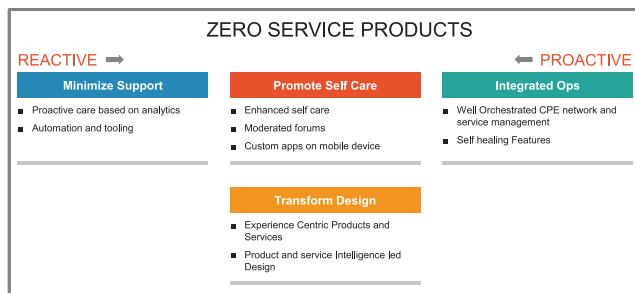 ZERO SERVICE PRODUCTS
REACTIVE
PROACTIVE
Minimize Support
Proactive care based on analytics
Automation and tooling
Promote Self Care
Enhanced self care
Moderated forums
Custom apps on mobile device
Integrated Ops
Well Orchestrated CPE network and
service management
Self healing Features
Transform Design
Experience Centric Products and
Services
Product and service Intelligence led
Design